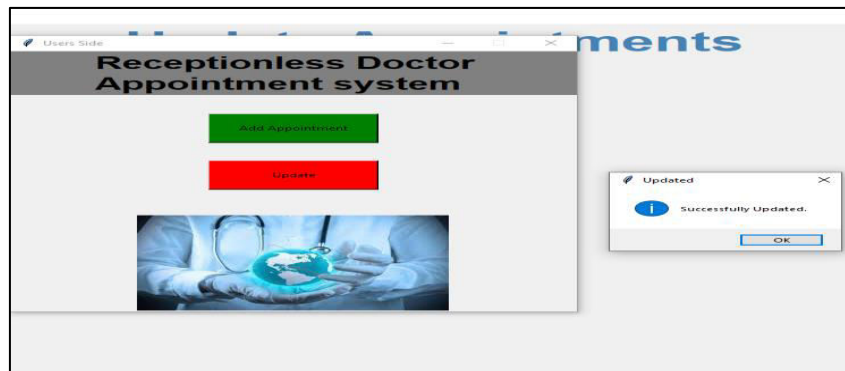 ments
Users Side
Receptionless Doctor
Appointment system
Add Appointment
Update
Updated
i
Successfully Updated.
OK